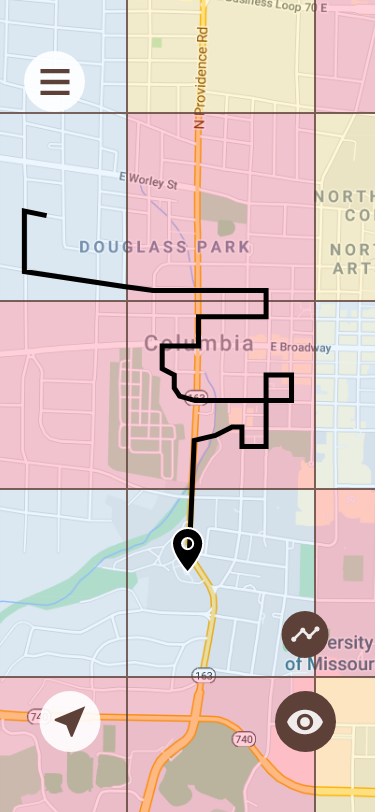 Business Loop 70 E
N Providence Rd
E Worley St
NORTH
CO
DOUGLASS PARK
NORT
ART
Columbia
E Broadway
163
ersity
of Missour
163
740
740